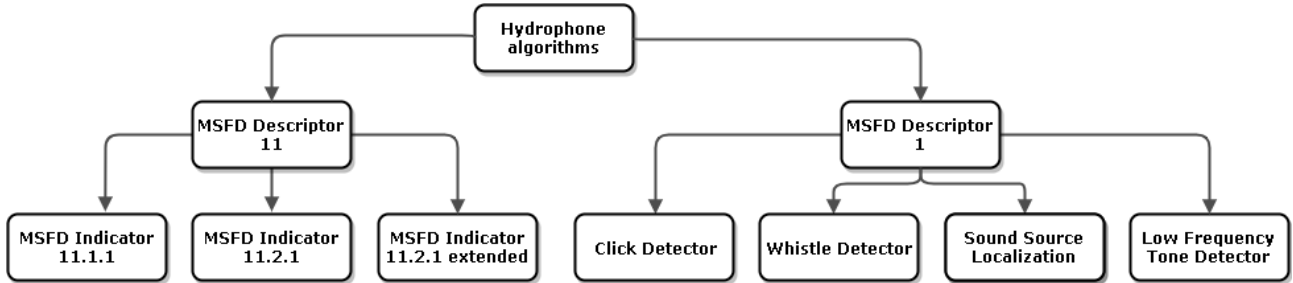 Hydrophone
algorithms
MSFD Descriptor
11
MSFD Descriptor
1
MSFD Indicator
11.1.1
MSFD Indicator
11.2.1
MSFD Indicator
11.2.1 extended
Click Detector
Whistle Detector
Sound Source
Localization
Low Frequency
Tone Detector